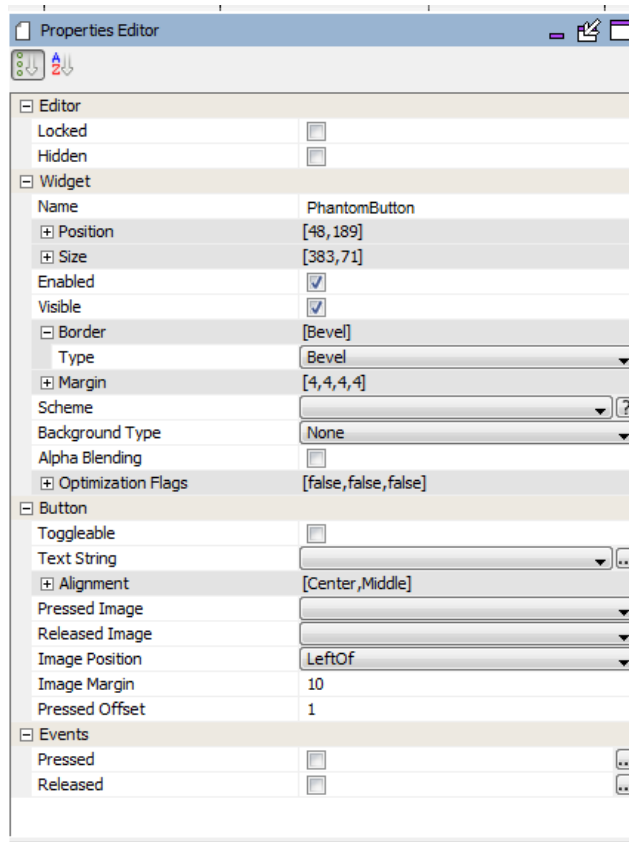 Properties Editor
A
Z
Editor
Locked
Hidden
Widget
Name PhantomButton
Position [48,189]
Size [383,71]
Enabled
Visible
Border [Bevel]
Type Bevel
Margin [4,4,4,4]
Scheme ?
Background Type None
Alpha Blending
Optimization Flags [false,false,false]
Button
Toggleable
Text String ..
Alignment [Center,Middle]
Pressed Image
Released Image
Image Position LeftOf
Image Margin 10
Pressed Offset 1
Events
Pressed ..
Released ..